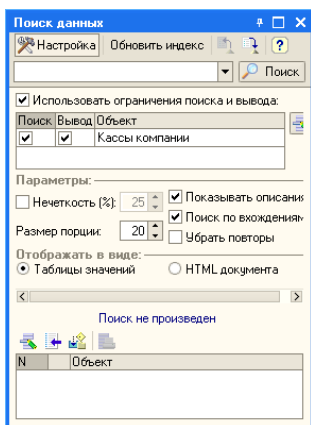 Поиск данных
Настройка Обновить индекс ?
Поиск
Использовать ограничения поиска и вывода:
Поиск Вывод Объект
Кассы компании
Параметры:
Нечеткость (%): 25 Показывать описания
Поиск по вхождениям
Размер порции: 20 Убрать повторы
Отображать в виде:
Таблицы значений HTML документа
Поиск не произведен
N Объект